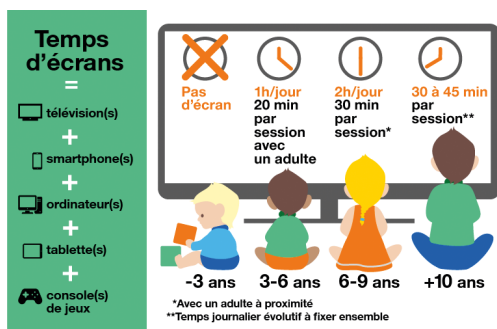 Temps
d'écrans
=
télévision(s)
+
smartphone(s)
+
ordinateur(s)
+
tablette(s)
+
console(s)
de jeux
Pas
d'écran
1h/jour
20 min
par
session
avec
un adulte
2h/jour
30 min
par
session*
30 à 45 min
par
session**
-3 ans
3-6 ans
6-9 ans
+10 ans
*Avec un adulte à proximité
**Temps journalier évolutif à fixer ensemble